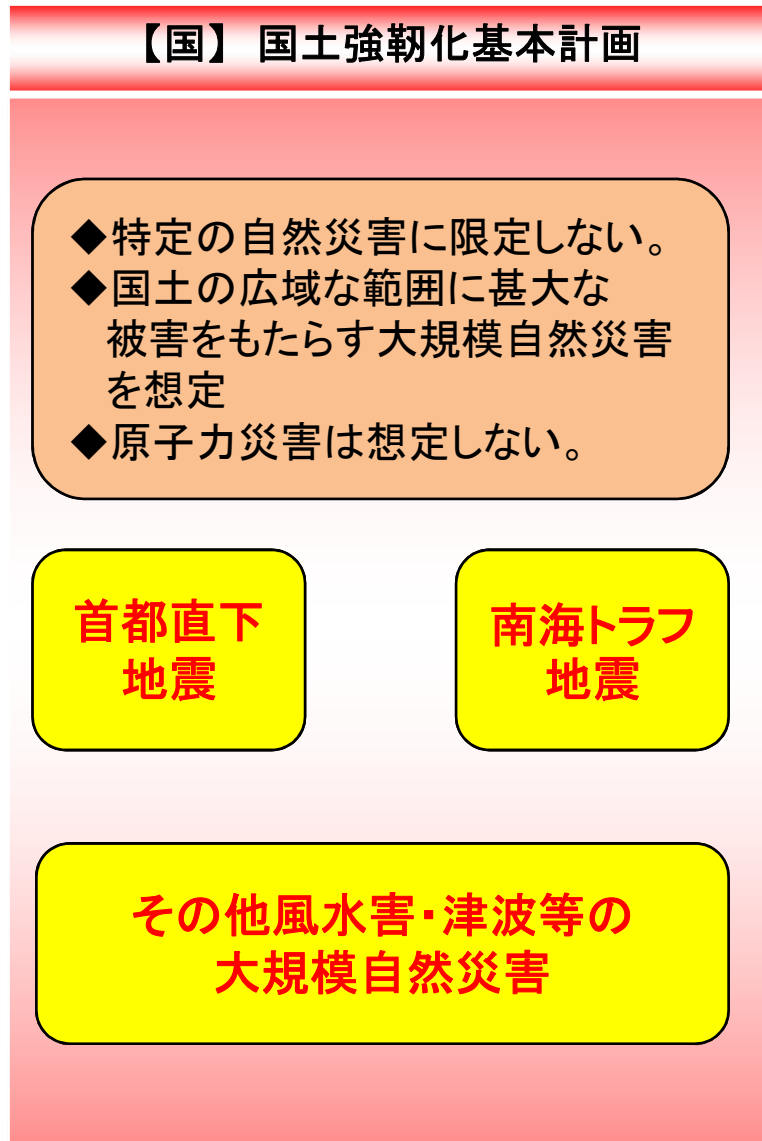 【国】 国土強靭化基本計画
◆特定の自然災害に限定しない。
◆国土の広域な範囲に甚大な
被害をもたらす大規模自然災害
を想定
◆原子力災害は想定しない。
首都直下
地震
南海トラフ
地震
その他風水害・津波等の
大規模自然災害